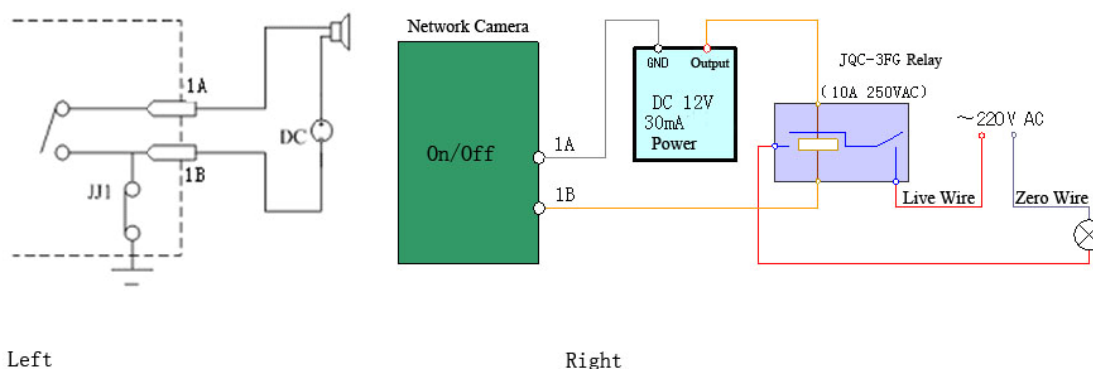 1A
DC
1B
JJ1
Left
Network Camera
On/Off
1A
1B
GND Output
DC 12V
30mA
Power
JQC-3FG Relay
(10A 250VAC)
~220V AC
Live Wire
Zero Wire
Right